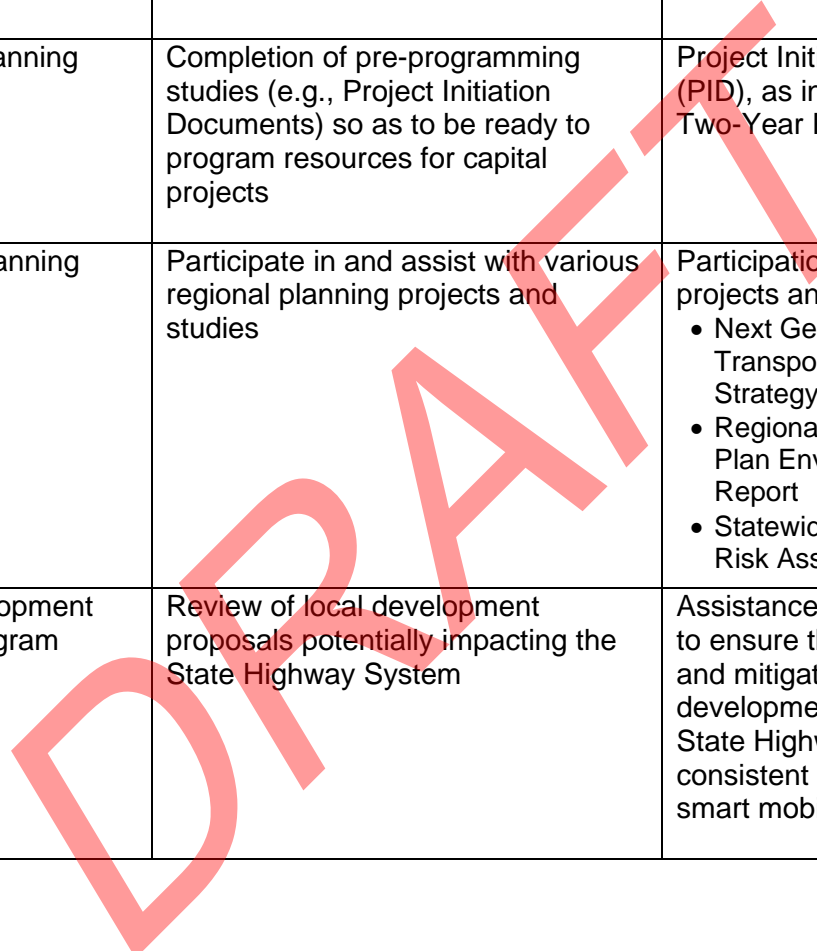 anning
Completion of pre-programming
studies (e.g., Project Initiation
Documents) so as to be ready to
program resources for capital
projects
Project Init
(PID), as in
Two-Year
anning
Participate in and assist with various
regional planning projects and
studies
Participatio
projects an
• Next Ge
Transpo
Strategy
• Regiona
Plan Env
Report
• Statewid
Risk Ass
opment
gram
Review of local development
proposals potentially impacting the
State Highway System
Assistance
to ensure t
and mitigat
developme
State High
consistent
smart mob
DRAFT